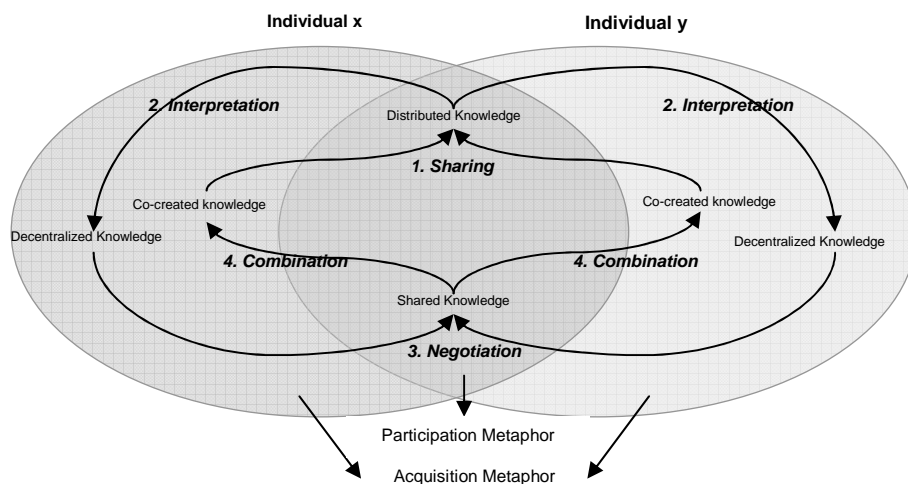 Individual x
Individual y
2. Interpretation
2. Interpretation
Distributed Knowledge
1. Sharing
Co-created knowledge
Co-created knowledge
Decentralized Knowledge
Decentralized Knowledge
4. Combination
4. Combination
Shared Knowledge
3. Negotiation
Participation Metaphor
Acquisition Metaphor